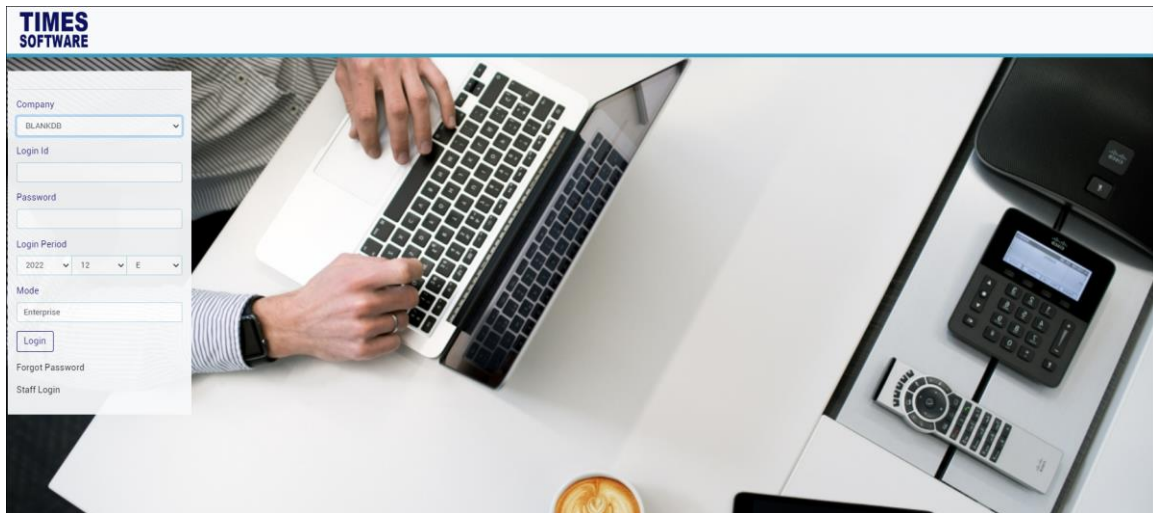 TIMES
SOFTWARE
Company
BLANKDB
Login Id
Password
Login Period
2022 12 E
Mode
Enterprise
Login
Forgot Password
Staff Login